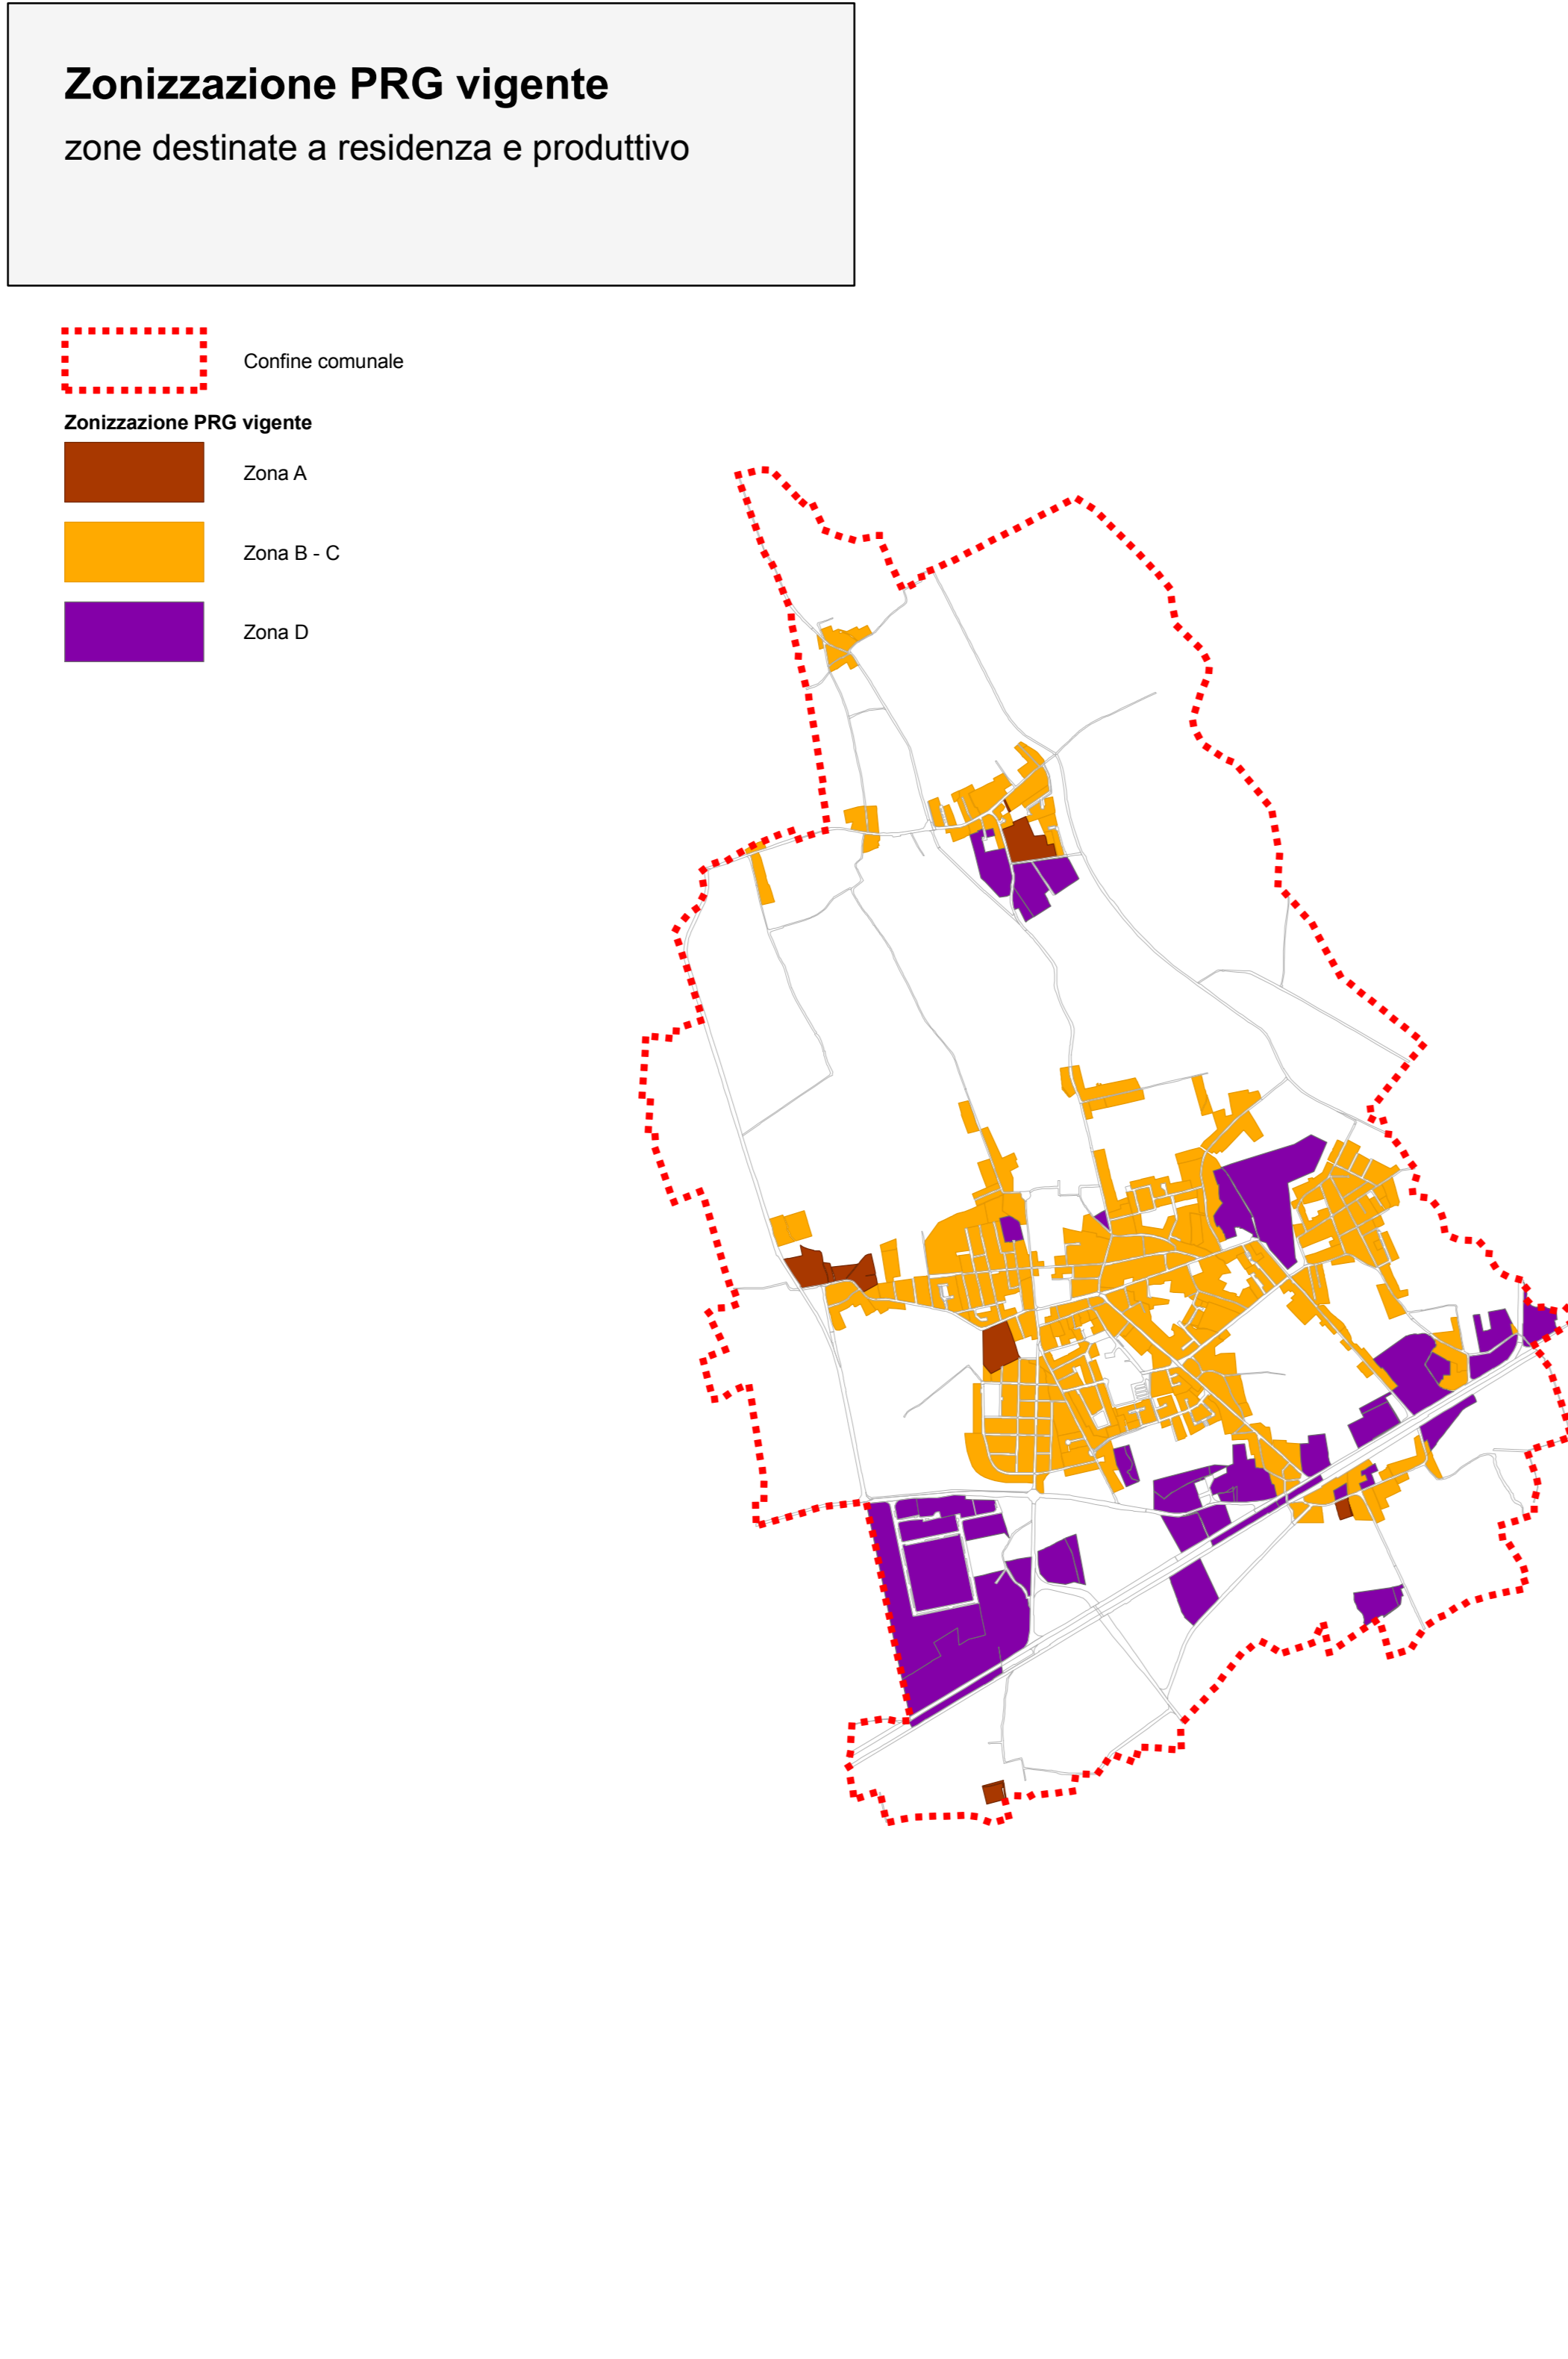 Zonizzazione PRG vigente
zone destinate a residenza e produttivo
Confine comunale
Zonizzazione PRG vigente
Zona A
Zona B - C
Zona D